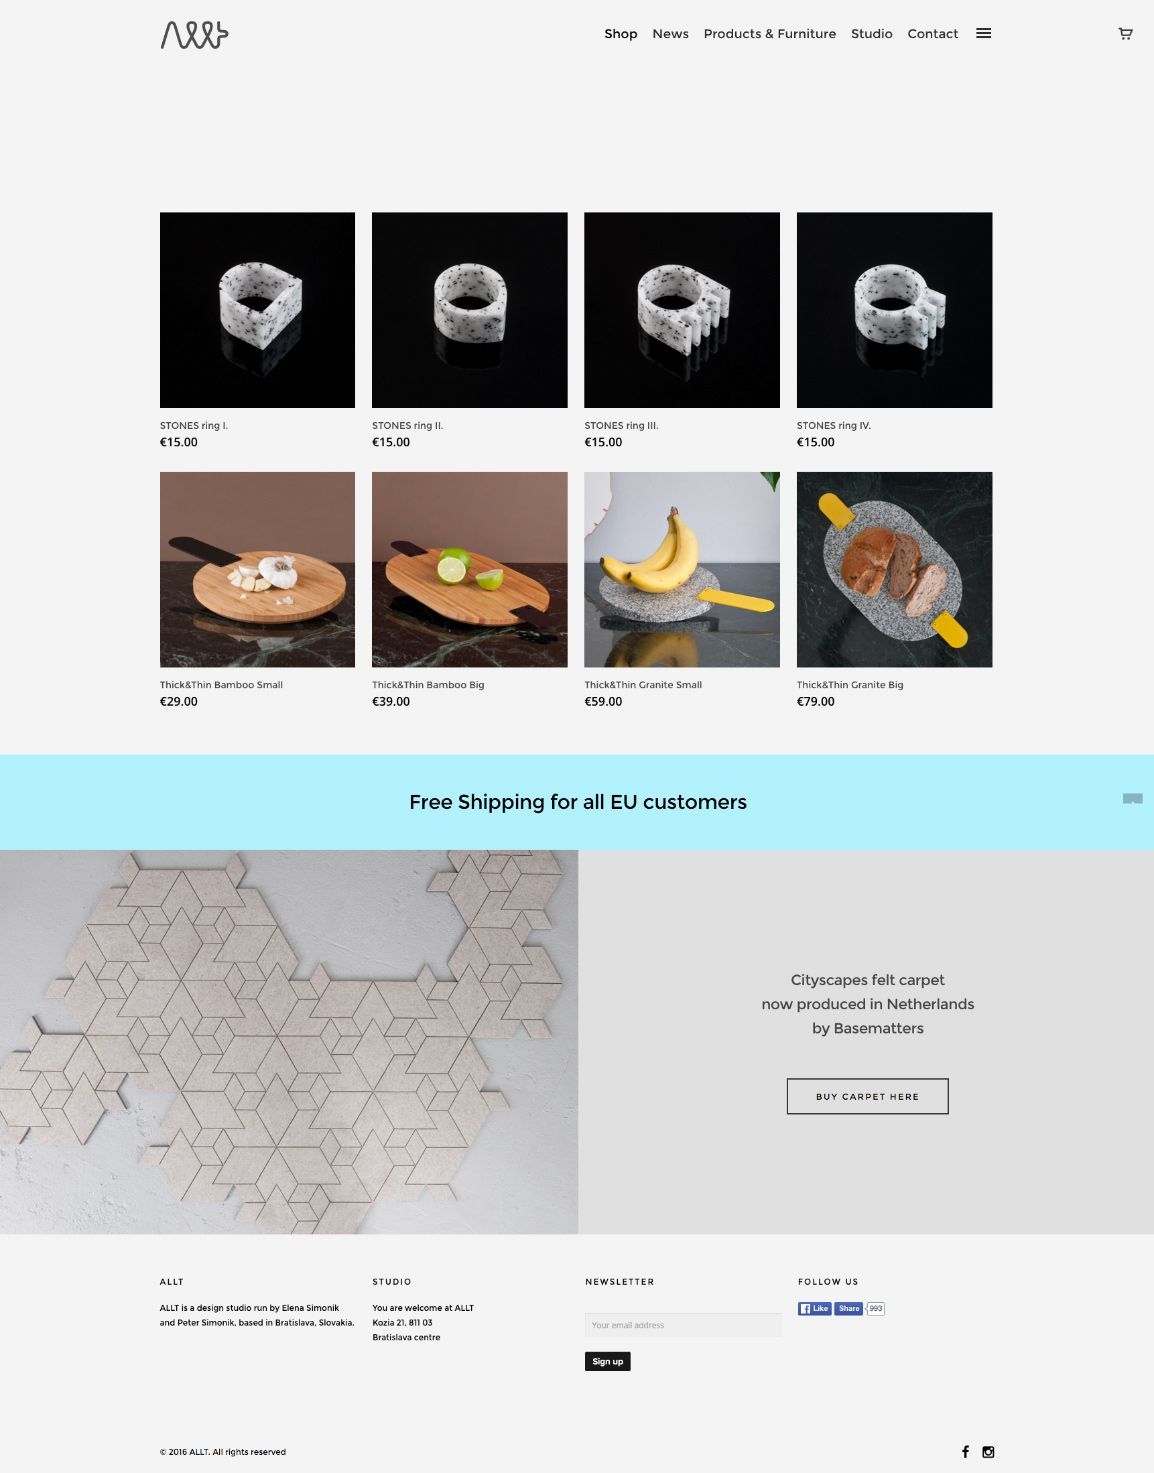 Allt
Shop News Products & Furniture Studio Contact
STONES ring I.
€15.00
STONES ring II.
€15.00
STONES ring III.
€15.00
STONES ring IV.
€15.00
Thick&Thin Bamboo Small
€29.00
Thick&Thin Bamboo Big
€39.00
Thick&Thin Granite Small
€59.00
Thick&Thin Granite Big
€79.00
Free Shipping for all EU customers
Cityscapes felt carpet
now produced in Netherlands
by Basematters
BUY CARPET HERE
ALLT
ALLT is a design studio run by Elena Simonik
and Peter Simonik, based in Bratislava, Slovakia.
STUDIO
You are welcome at ALLT
Kozia 21, 811 03
Bratislava centre
NEWSLETTER
Your email address
Sign up
FOLLOW US
Like Share 993
© 2016 ALLT. All rights reserved